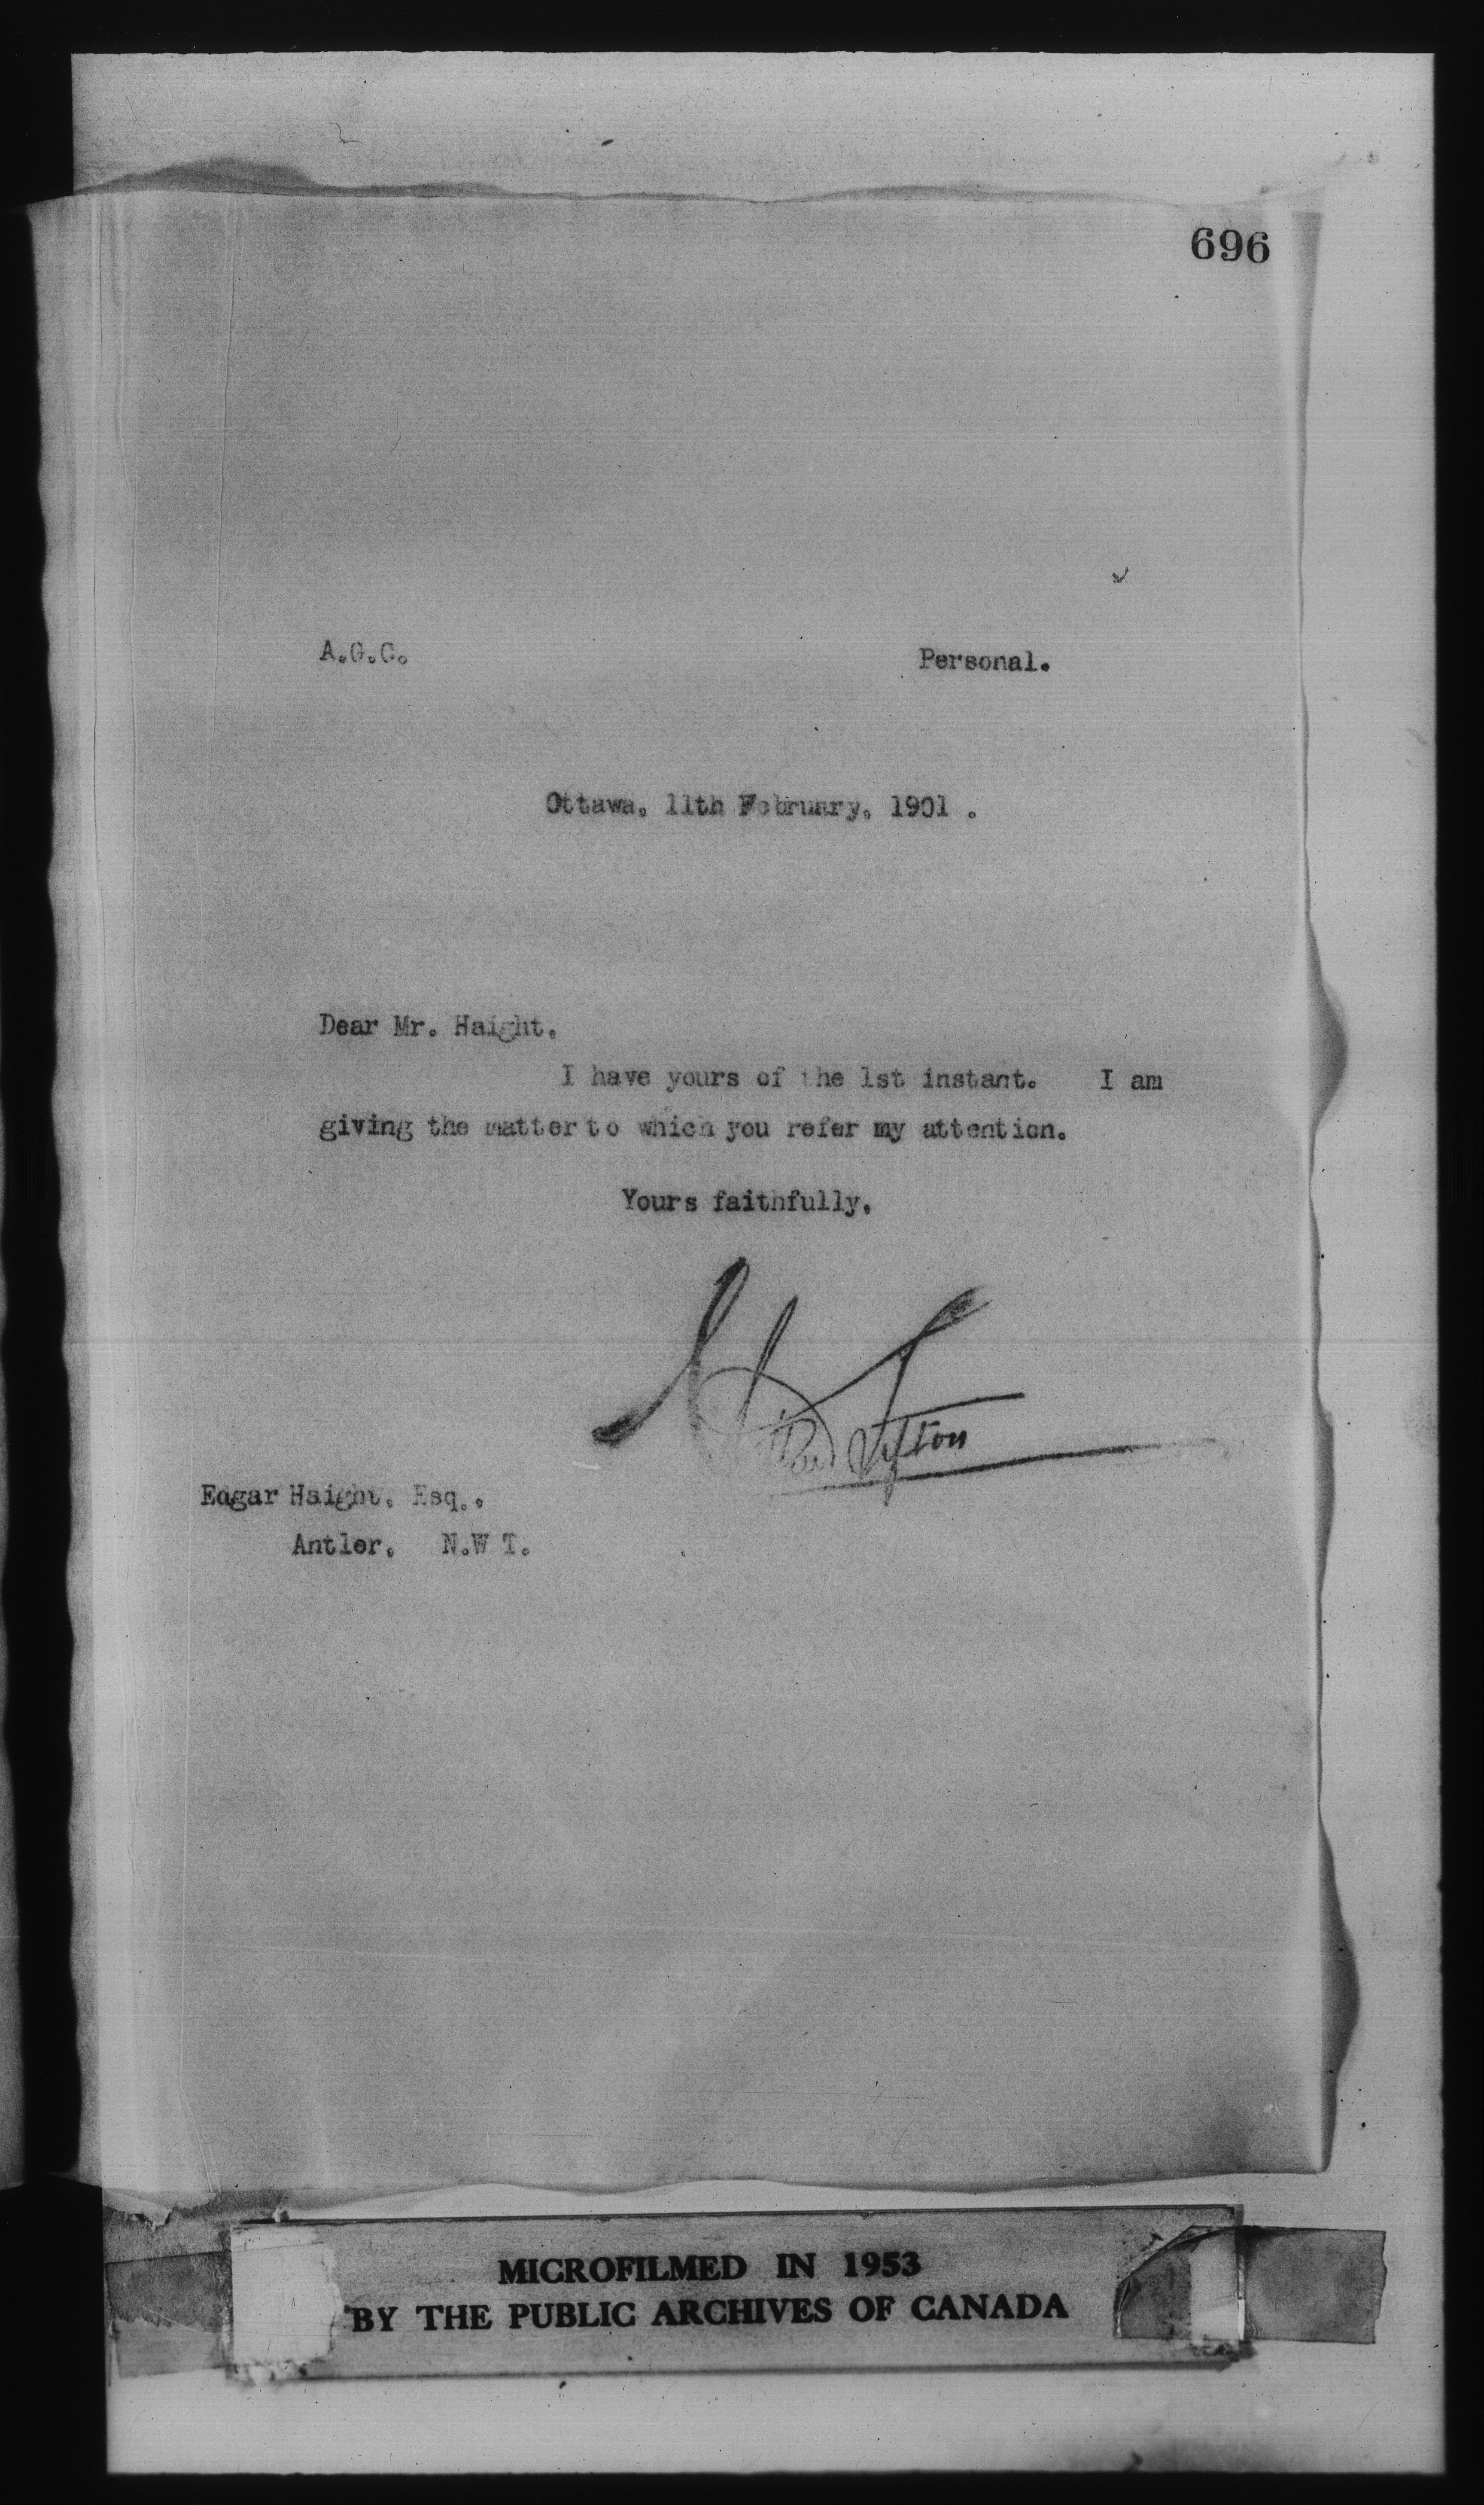 696
A.G.C. Personal.
Ottawa, 11th February, 1901 .
Dear Mr. Haight,
I have yours of the 1st instant. I am
giving the matter to which you refer my attention.
Yours faithfully,
Clifford Sifton
Edgar Haight, Esq.,
Antler, N.W T.
MICROFILMED IN 1953
BY THE PUBLIC ARCHIVES OF CANADA